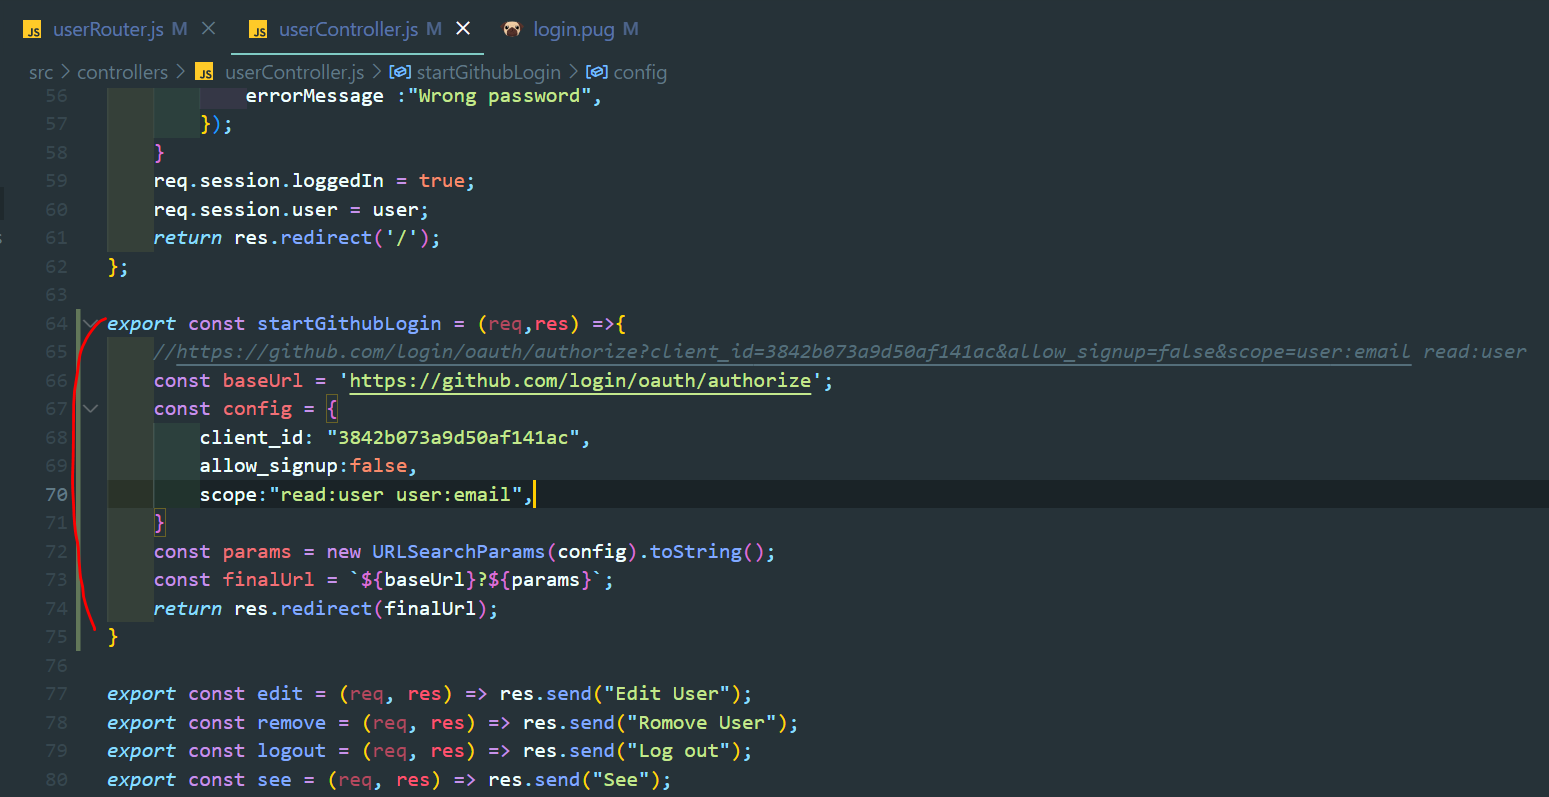 JS userRouter.js M JS userController.js M login.pug M
src > controllers > JS userController.js > startGithubLogin > config
56 errorMessage :"Wrong password",
57 });
58 }
59 req.session.loggedIn = true;
60 req.session.user = user;
61 return res.redirect('/');
62 };
63
64 export const startGithubLogin = (req,res) =>{
65 //https://github.com/login/oauth/authorize?client_id=3842b073a9d50af141ac&allow_signup=false&scope=user:email read:user
66 const baseUrl = 'https://github.com/login/oauth/authorize';
67 const config = {
68 client_id: "3842b073a9d50af141ac",
69 allow_signup:false,
70 scope:"read:user user:email",
71 }
72 const params = new URLSearchParams(config).toString();
73 const finalUrl = `${baseUrl}?${params}`;
74 return res.redirect(finalUrl);
75 }
76
77 export const edit = (req, res) => res.send("Edit User");
78 export const remove = (req, res) => res.send("Romove User");
79 export const logout = (req, res) => res.send("Log out");
80 export const see = (req, res) => res.send("See");